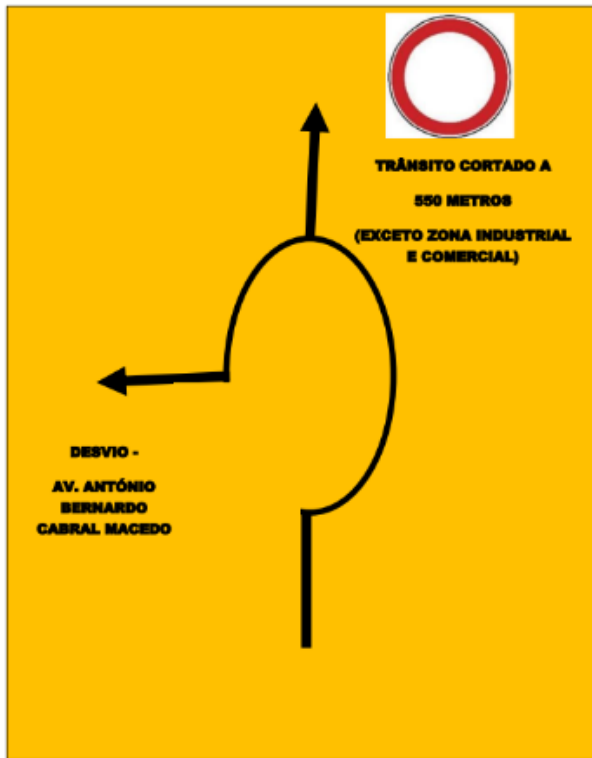 TRÂNSITO CORTADO A
550 METROS
(EXCETO ZONA INDUSTRIAL
E COMERCIAL)
DESVIO -
AV. ANTÓNIO
BERNARDO
CABRAL MACEDO